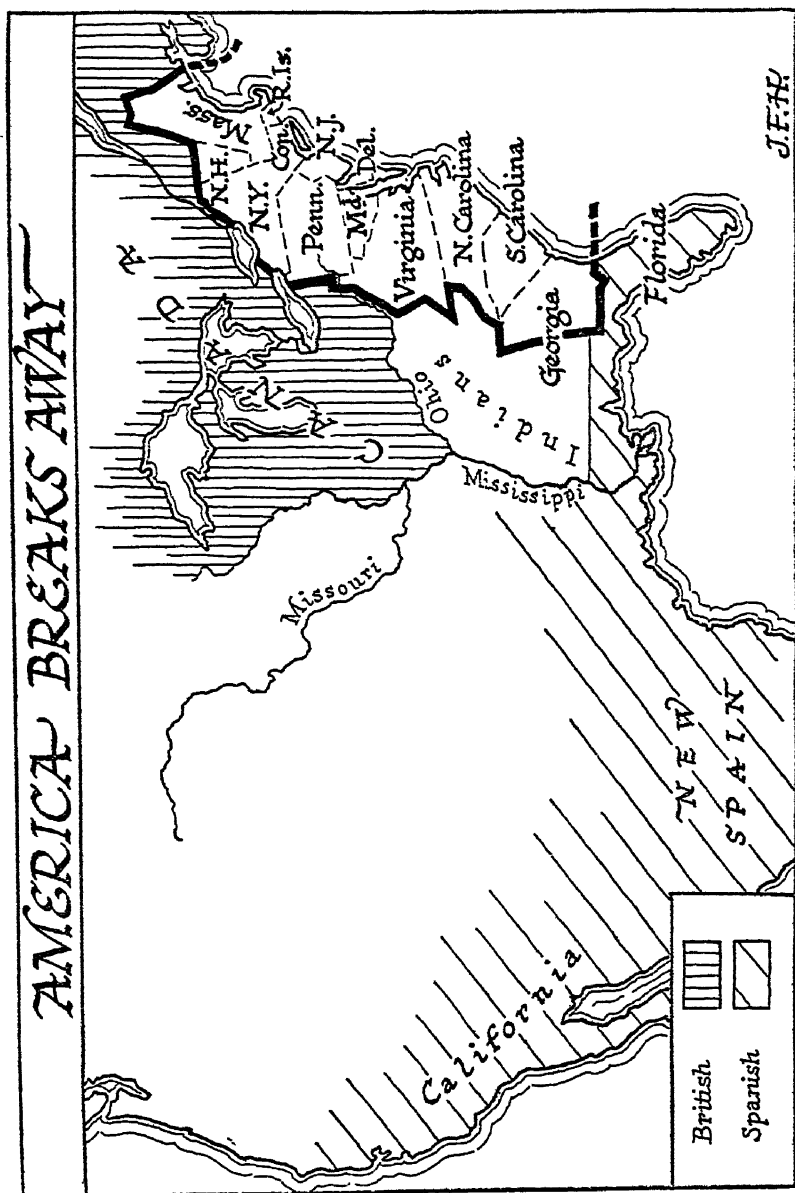 AMERICA BREAKS AWAY
CANADA
Mass.
N.H.
R.Is.
Con.
N.Y.
N.J.
Penn.
Del.
Md.
Virginia
N. Carolina
S. Carolina
Georgia
Florida
Ohio
Indians
Mississippi
Missouri
NEW
SPAIN
California
British
Spanish
J.F.H.